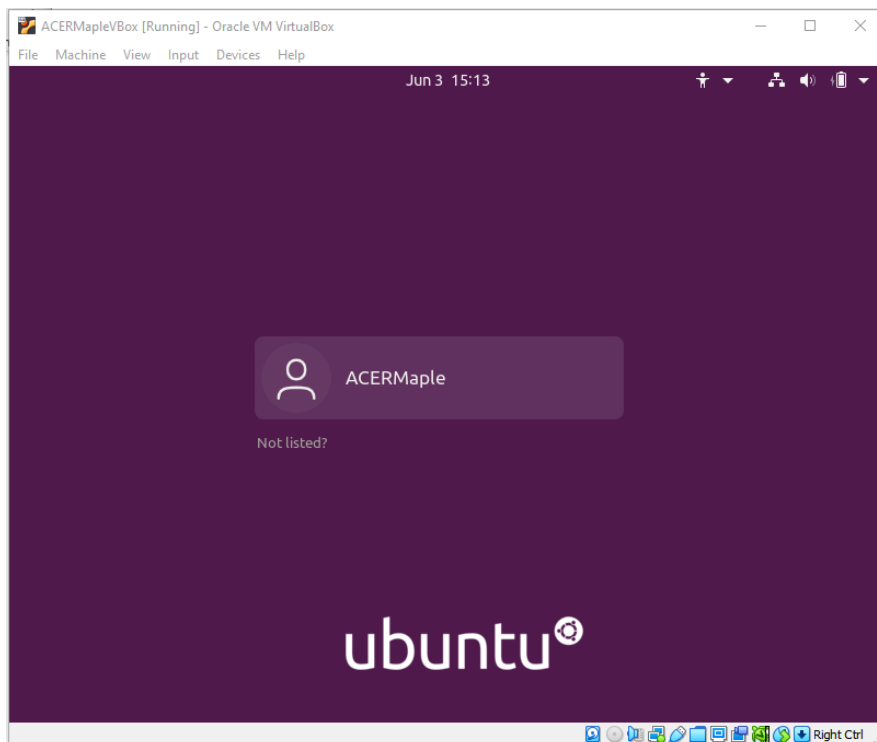 ACERMapleVBox [Running] - Oracle VM VirtualBox
File Machine View Input Devices Help
Jun 3 15:13
ACERMaple
Not listed?
ubuntu
Right Ctrl